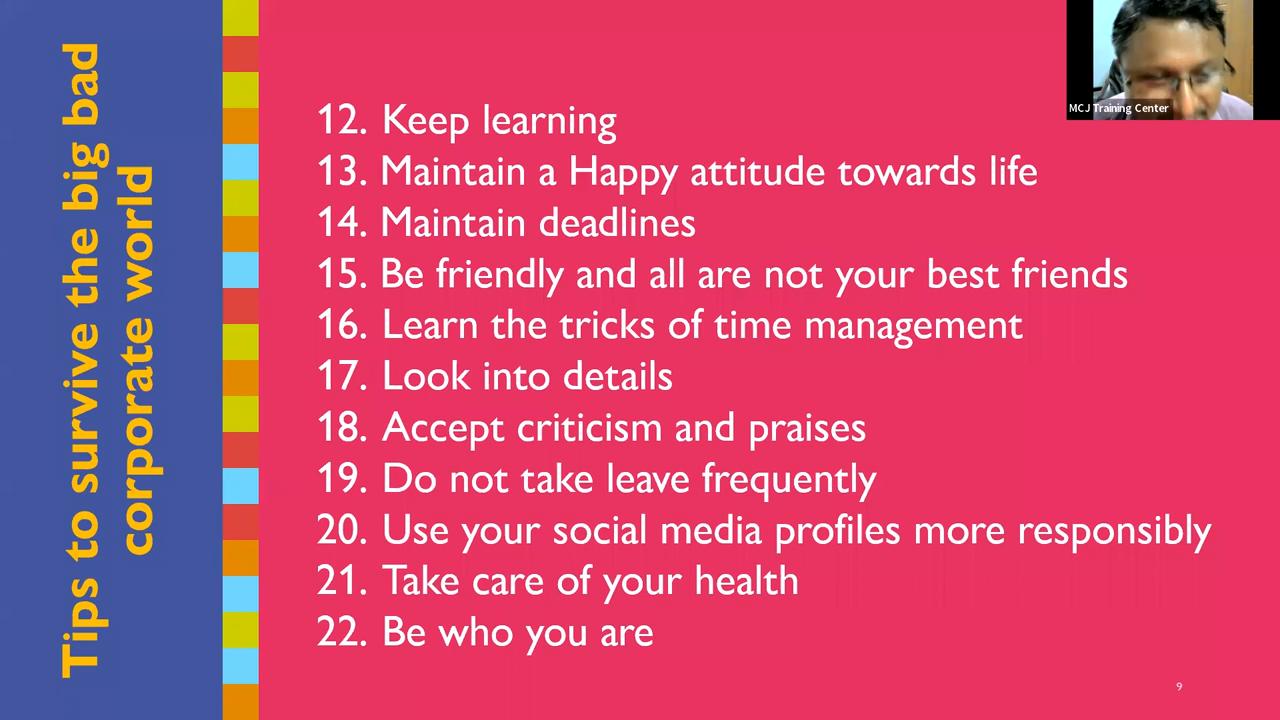 Tips to survive the big bad
corporate world
12. Keep learning
13. Maintain a Happy attitude towards life
14. Maintain deadlines
15. Be friendly and all are not your best friends
16. Learn the tricks of time management
17. Look into details
18. Accept criticism and praises
19. Do not take leave frequently
20. Use your social media profiles more responsibly
21. Take care of your health
22. Be who you are
MCJ Training Center
9